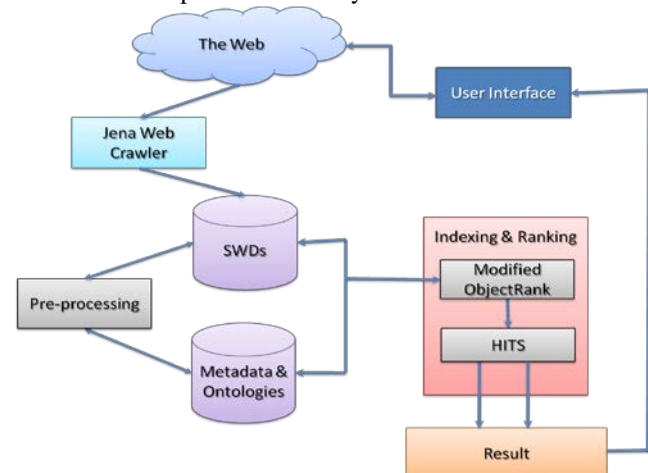 The Web
User Interface
Jena Web
Crawler
SWDs
Indexing & Ranking
Modified
ObjectRank
Pre-processing
HITS
Metadata &
Ontologies
Result